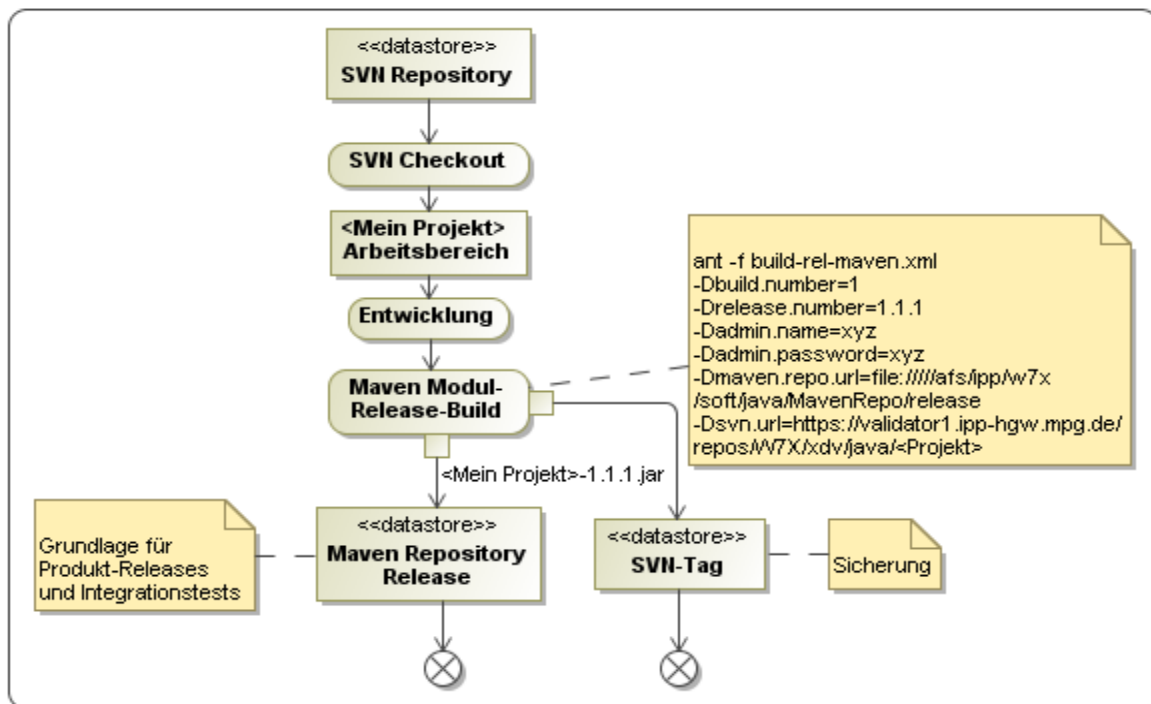 <<datastore>>
SVN Repository
SVN Checkout
<Mein Projekt>
Arbeitsbereich
Entwicklung
Maven Modul-
Release-Build
ant -f build-rel-maven.xml
-Dbuild.number=1
-Drelease.number=1.1.1
-Dadmin.name=xyz
-Dadmin.password=xyz
-Dmaven.repo.url=file://///afs/ipp/w7x
/soft/java/MavenRepo/release
-Dsvn.url=https://validator1.ipp-hgw.mpg.de/
repos/W7X/xdv/java/<Projekt>
<Mein Projekt>-1.1.1.jar
Grundlage für
Produkt-Releases
und Integrationstests
<<datastore>>
Maven Repository
Release
<<datastore>>
SVN-Tag
Sicherung